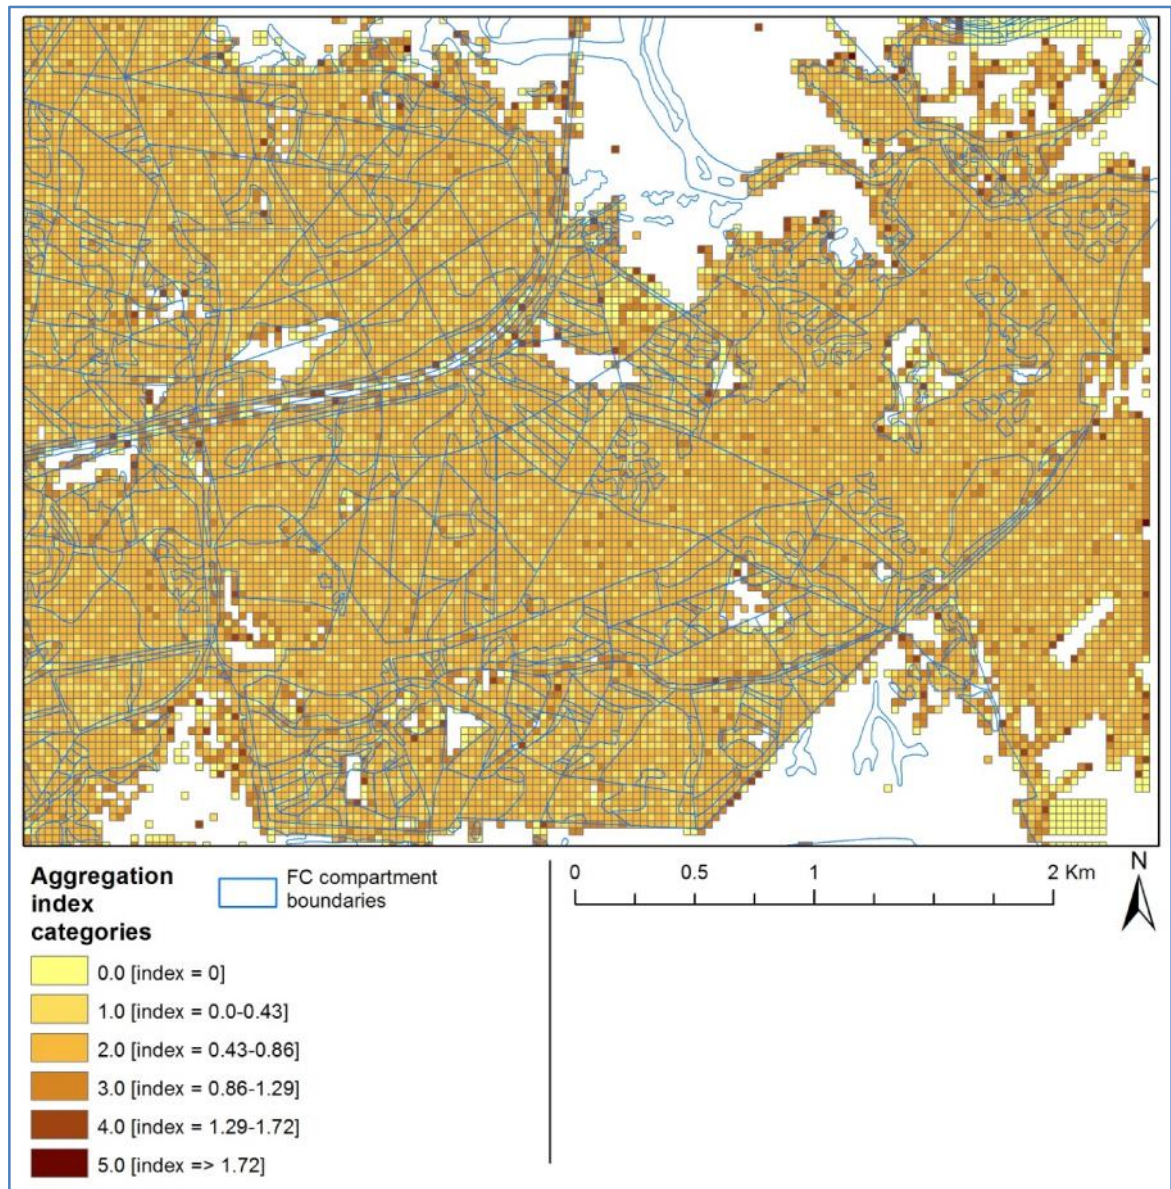 Aggregation
index
categories
FC compartment
boundaries
0.0 [index = 0]
1.0 [index = 0.0-0.43]
2.0 [index = 0.43-0.86]
3.0 [index = 0.86-1.29]
4.0 [index = 1.29-1.72]
5.0 [index => 1.72]
0 0.5 1 2 Km
N